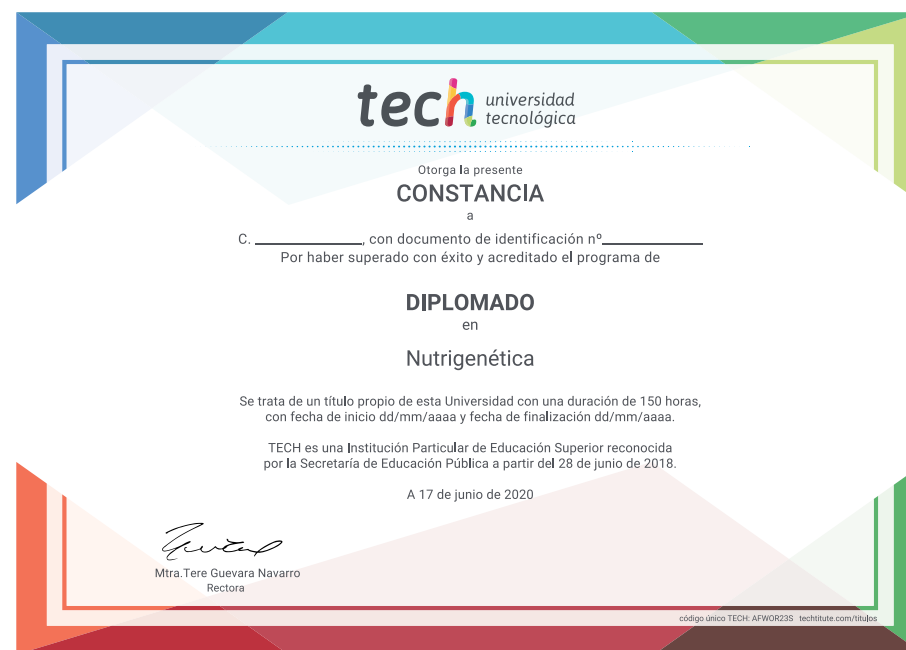 tech universidad
tecnológica
Otorga la presente
CONSTANCIA
a
C. ____________, con documento de identificación nº___________
Por haber superado con éxito y acreditado el programa de
DIPLOMADO
en
Nutrigenética
Se trata de un título propio de esta Universidad con una duración de 150 horas,
con fecha de inicio dd/mm/aaaa y fecha de finalización dd/mm/aaaa.
TECH es una Institución Particular de Educación Superior reconocida
por la Secretaría de Educación Pública a partir del 28 de junio de 2018.
A 17 de junio de 2020
Mtra.Tere Guevara Navarro
Rectora
código único TECH: AFWOR23S techtitute.com/titulos